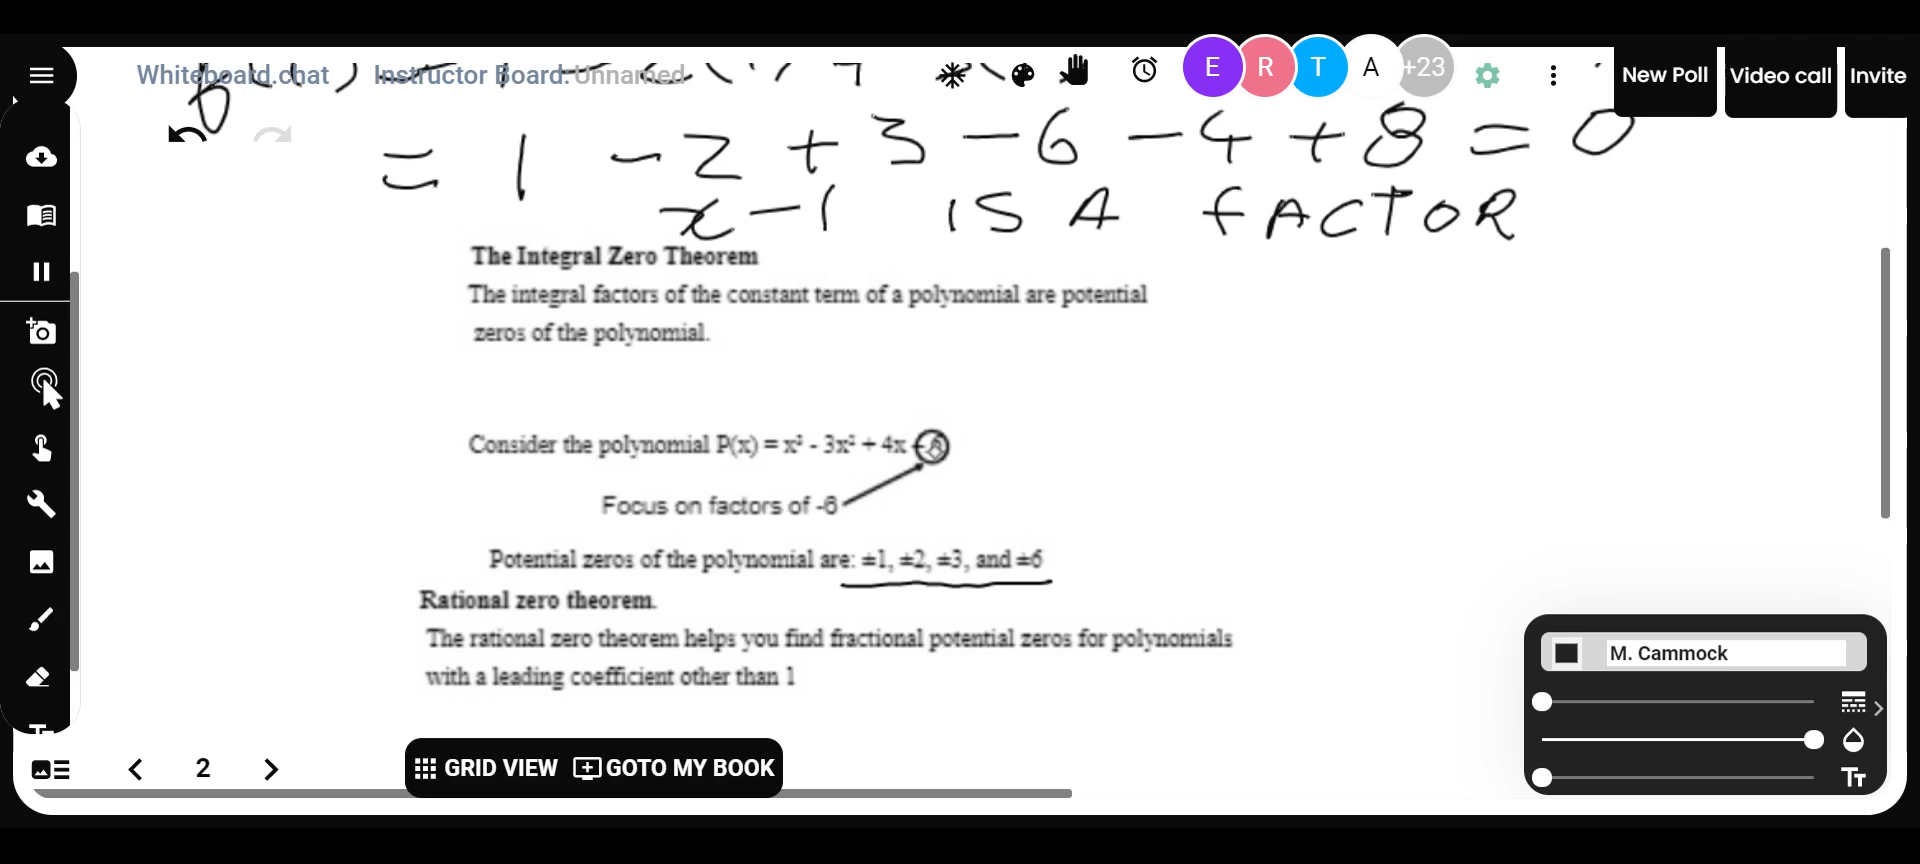 Whiteboard.chat Instructor Board: Unnamed
E R T A +23
New Poll Video call Invite
= 1 - 2 + 3 - 6 - 4 + 8 = 0
x - 1 IS A FACTOR
The Integral Zero Theorem
The integral factors of the constant term of a polynomial are potential
zeros of the polynomial.
Consider the polynomial P(x) = x³ - 3x² + 4x - 6
Focus on factors of -6
Potential zeros of the polynomial are: ±1, ±2, ±3, and ±6
Rational zero theorem.
The rational zero theorem helps you find fractional potential zeros for polynomials
with a leading coefficient other than 1
M. Cammock
2
GRID VIEW GOTO MY BOOK